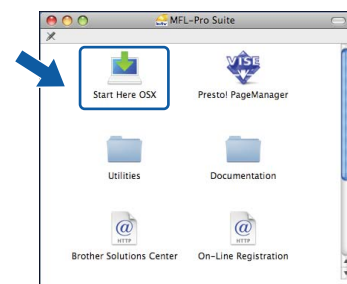 MFL-Pro Suite
VISE
Start Here OSX
Presto! PageManager
Utilities
Documentation
@
HTTP
@
HTTP
Brother Solutions Center
On-Line Registration